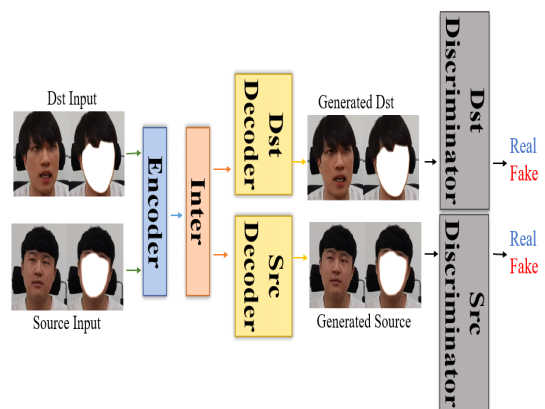 Dst Input
Source Input
Encoder
Inter
Dst
Decoder
Src
Decoder
Generated Dst
Generated Source
Dst
Discriminator
Src
Discriminator
Real
Fake
Real
Fake